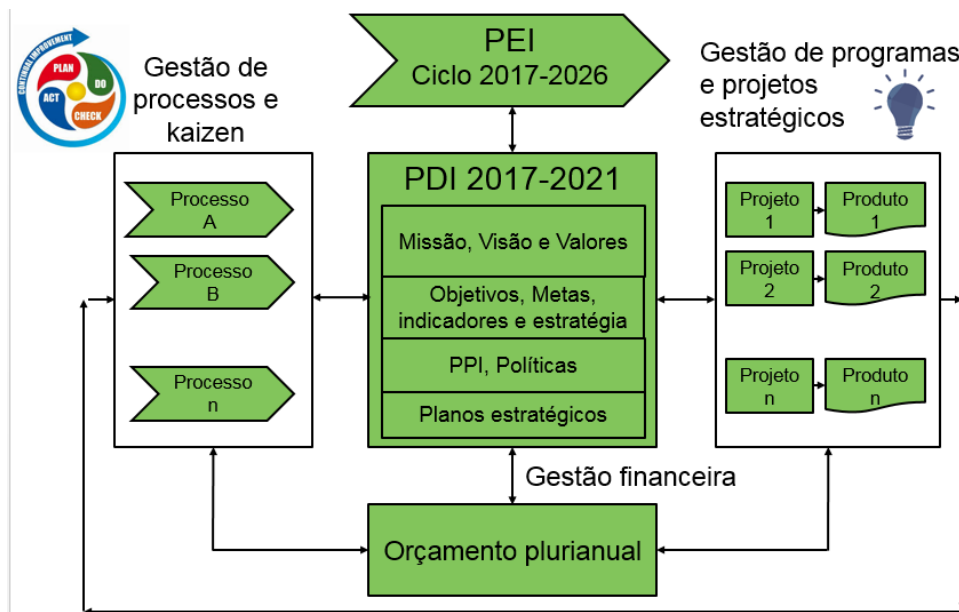 PEI
Ciclo 2017-2026
CONTINUAL IMPROVEMENT
PLAN
DO
ACT
CHECK
Gestão de
processos e
kaizen
Gestão de programas
e projetos
estratégicos
Processo
A
Processo
B
Processo
n
PDI 2017-2021
Missão, Visão e Valores
Objetivos, Metas,
indicadores e estratégia
PPI, Políticas
Planos estratégicos
Projeto
1
Produto
1
Projeto
2
Produto
2
Projeto
n
Produto
n
Gestão financeira
Orçamento plurianual